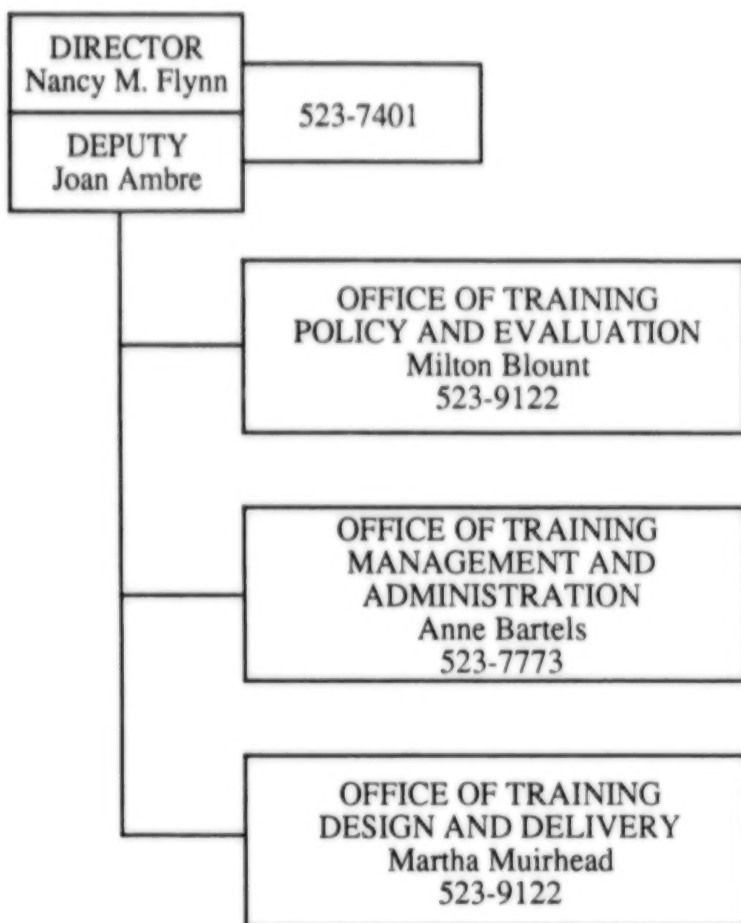 DIRECTOR
Nancy M. Flynn
523-7401
DEPUTY
Joan Ambre
OFFICE OF TRAINING
POLICY AND EVALUATION
Milton Blount
523-9122
OFFICE OF TRAINING
MANAGEMENT AND
ADMINISTRATION
Anne Bartels
523-7773
OFFICE OF TRAINING
DESIGN AND DELIVERY
Martha Muirhead
523-9122